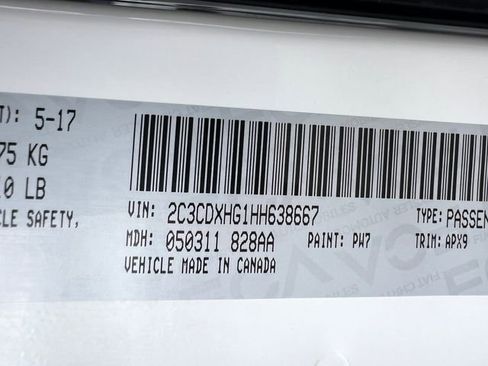 T): 5-17
75 KG
0 LB
CLE SAFETY,
VIN: 2C3CDXHG1HH638667 TYPE: PASSEN
MDH: 050311 828AA PAINT: PW7 TRIM: APX9
VEHICLE MADE IN CANADA